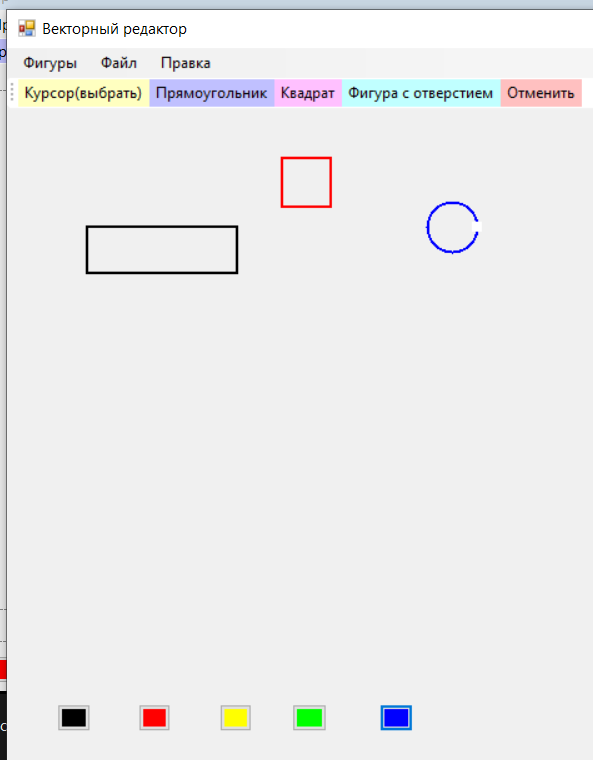 Векторный редактор
Фигуры Файл Правка
Курсор(выбрать) Прямоугольник Квадрат Фигура с отверстием Отменить